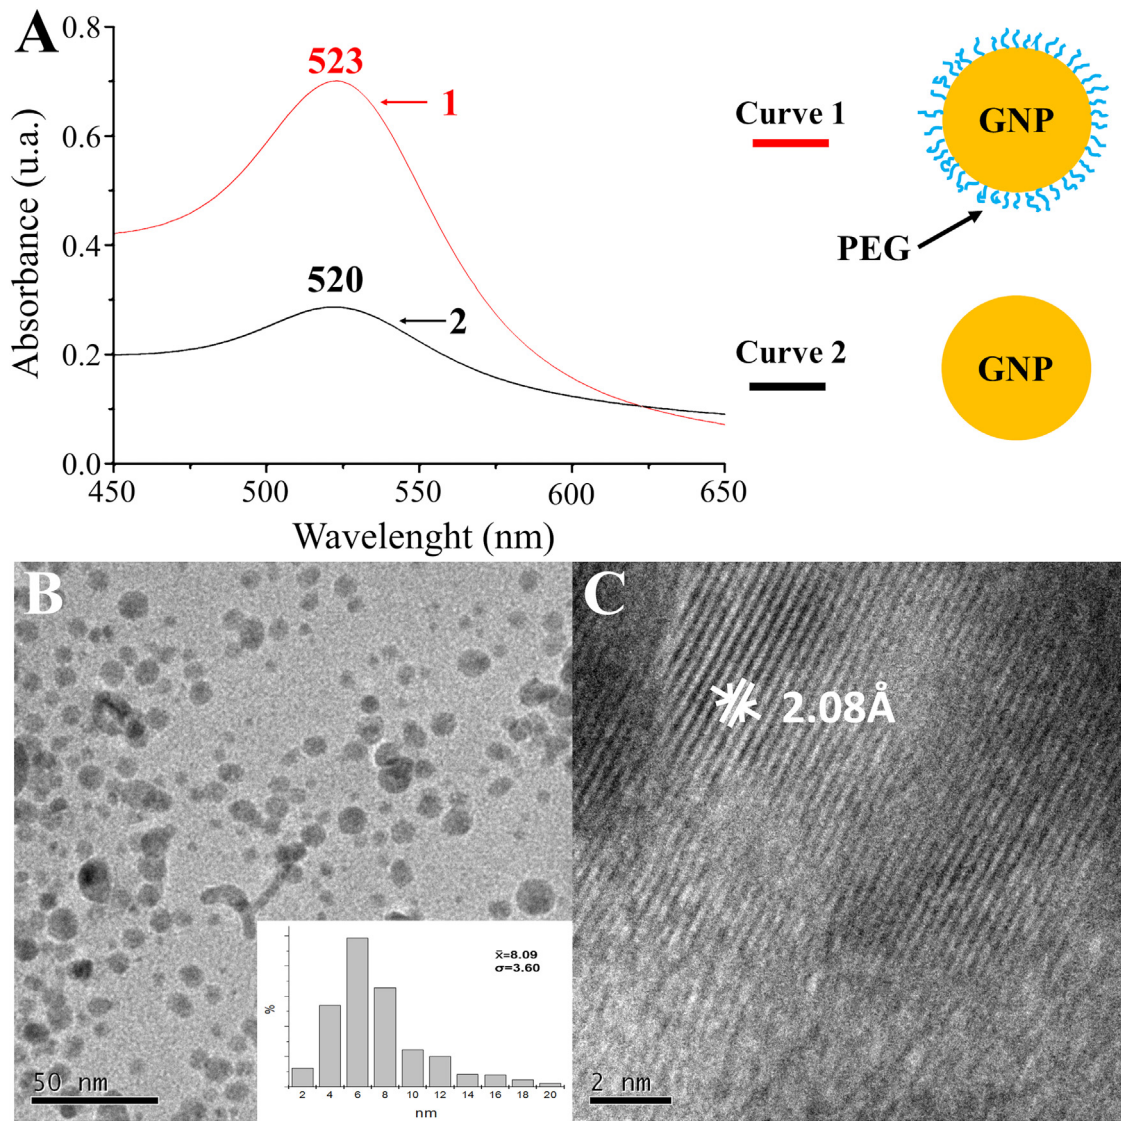 A
0.8
0.6
0.4
0.2
0.0
Absorbance (u.a.)
523
1
520
2
450
500
550
600
650
Wavelenght (nm)
Curve 1
GNP
PEG
Curve 2
GNP
B
50 nm
%
x̄=8.09
σ=3.60
2 4 6 8 10 12 14 16 18 20
nm
C
2.08Å
2 nm